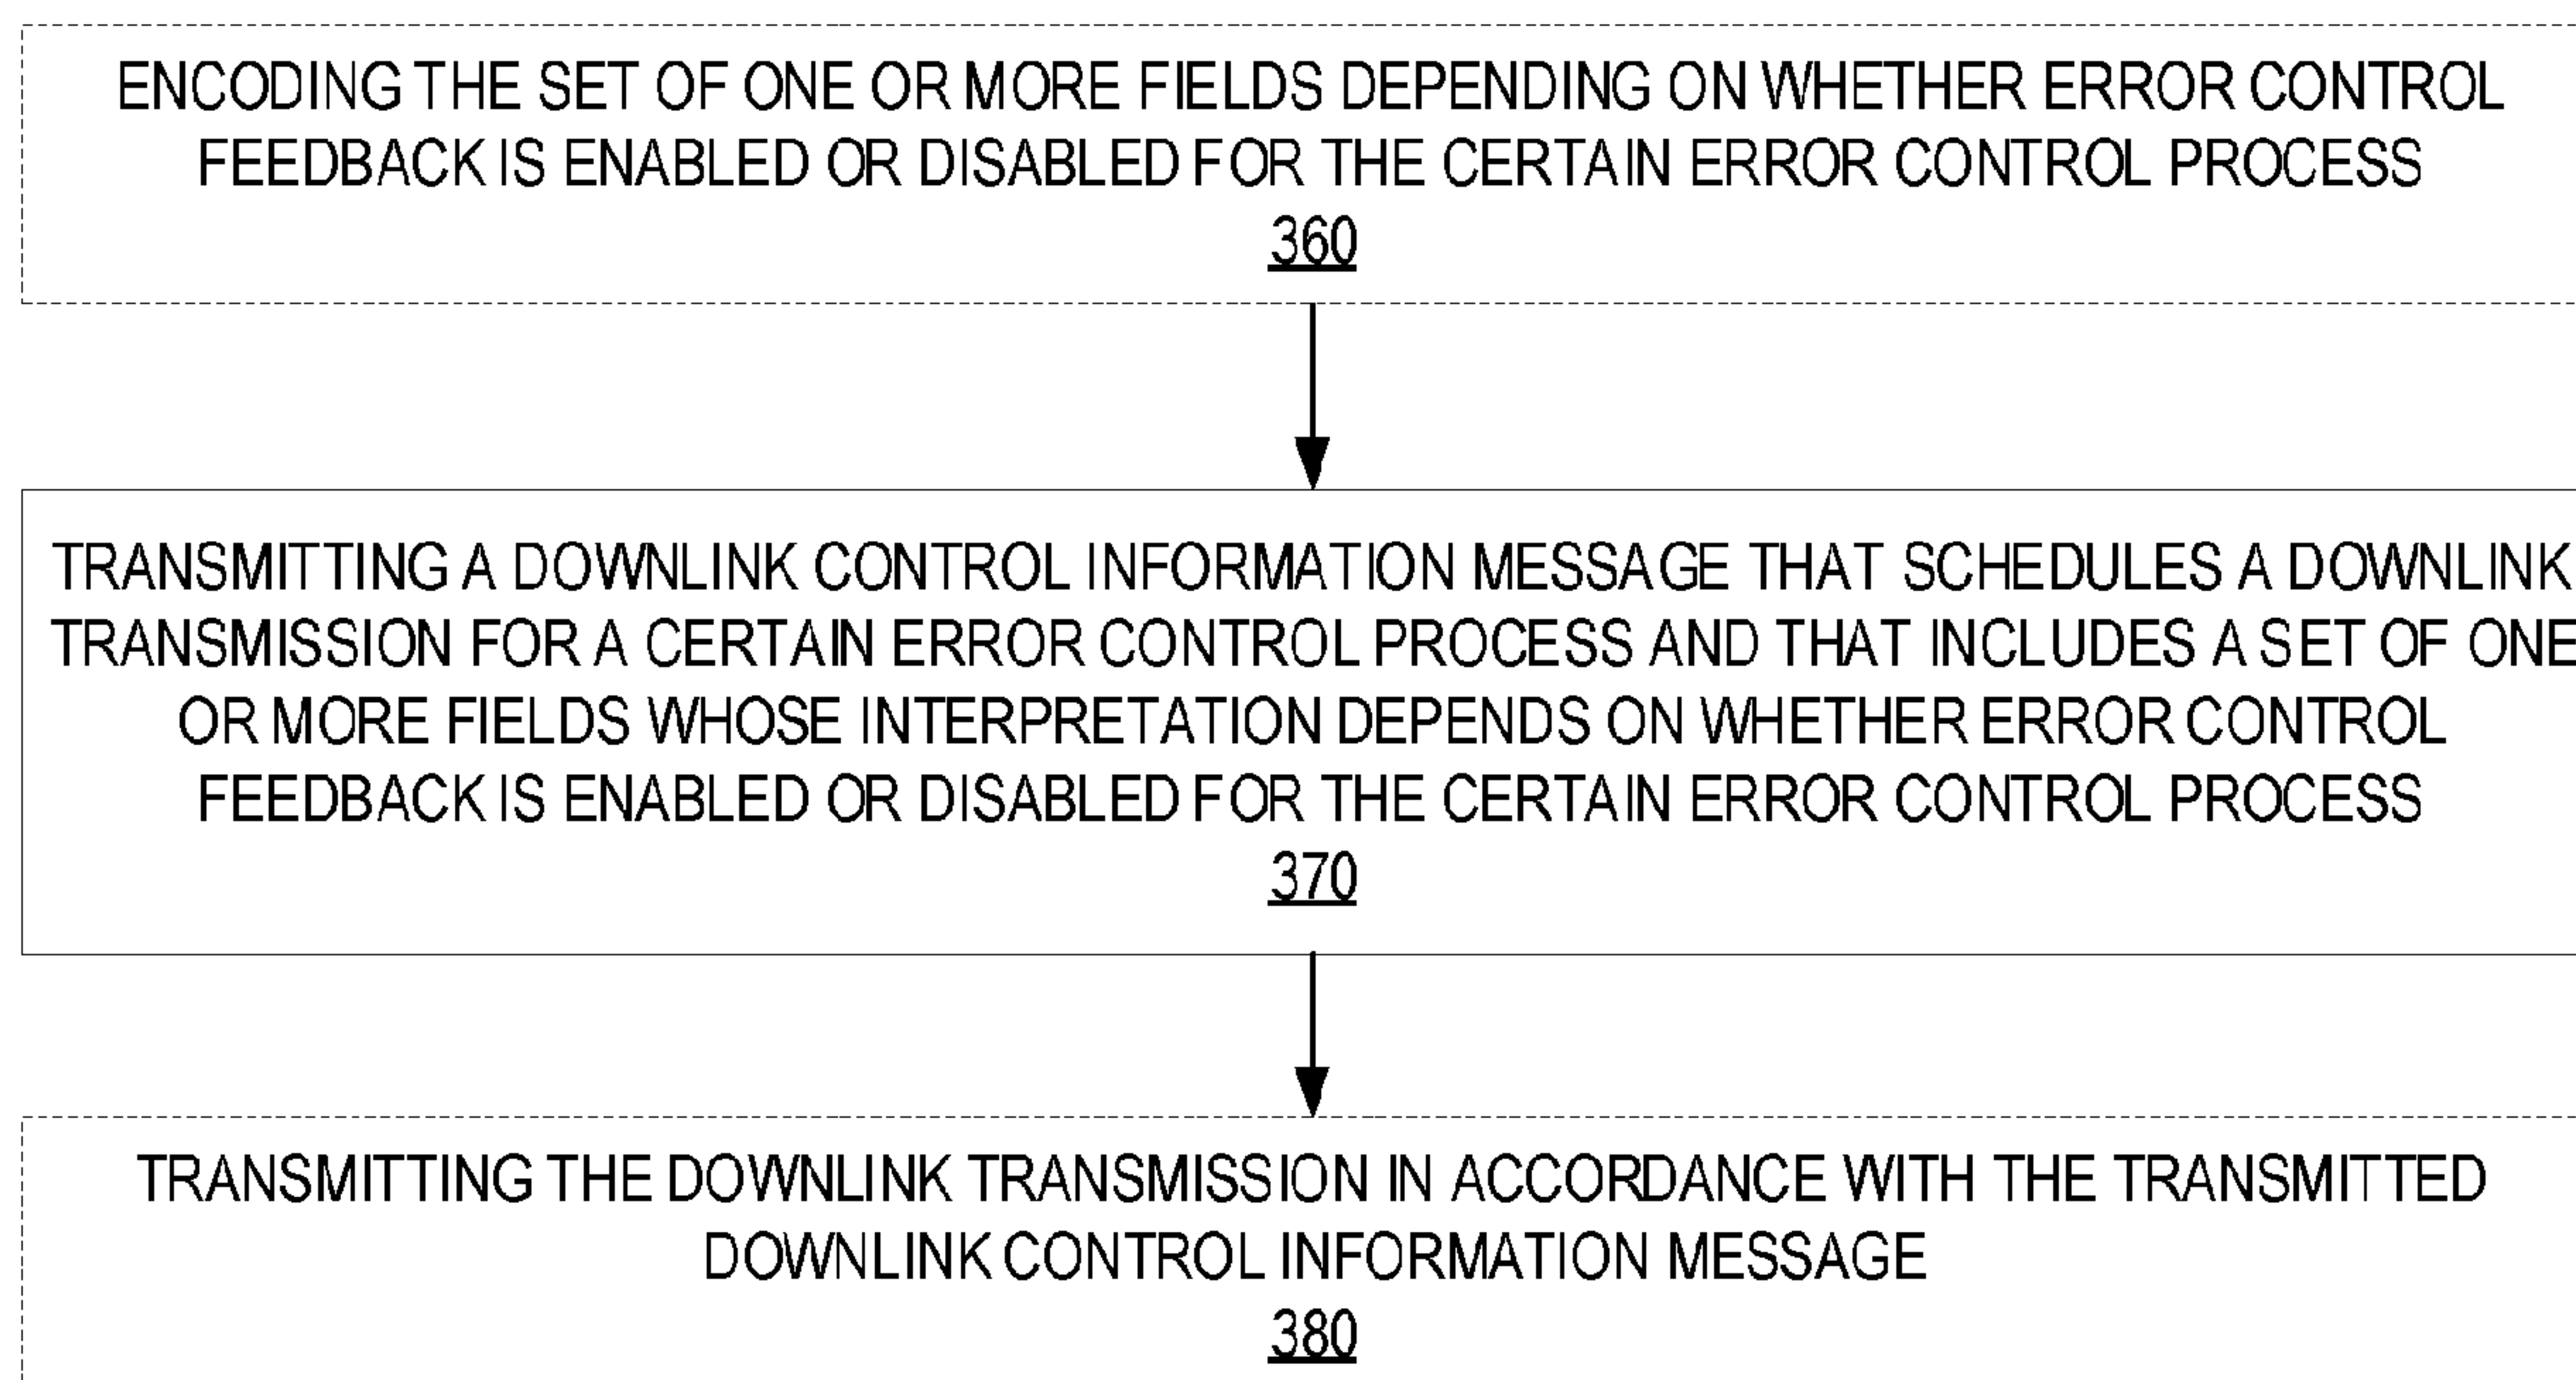 ENCODING THE SET OF ONE OR MORE FIELDS DEPENDING ON WHETHER ERROR CONTROL
FEEDBACK IS ENABLED OR DISABLED FOR THE CERTAIN ERROR CONTROL PROCESS
360
TRANSMITTING A DOWNLINK CONTROL INFORMATION MESSAGE THAT SCHEDULES A DOWNLINK
TRANSMISSION FOR A CERTAIN ERROR CONTROL PROCESS AND THAT INCLUDES A SET OF ONE
OR MORE FIELDS WHOSE INTERPRETATION DEPENDS ON WHETHER ERROR CONTROL
FEEDBACK IS ENABLED OR DISABLED FOR THE CERTAIN ERROR CONTROL PROCESS
370
TRANSMITTING THE DOWNLINK TRANSMISSION IN ACCORDANCE WITH THE TRANSMITTED
DOWNLINK CONTROL INFORMATION MESSAGE
380